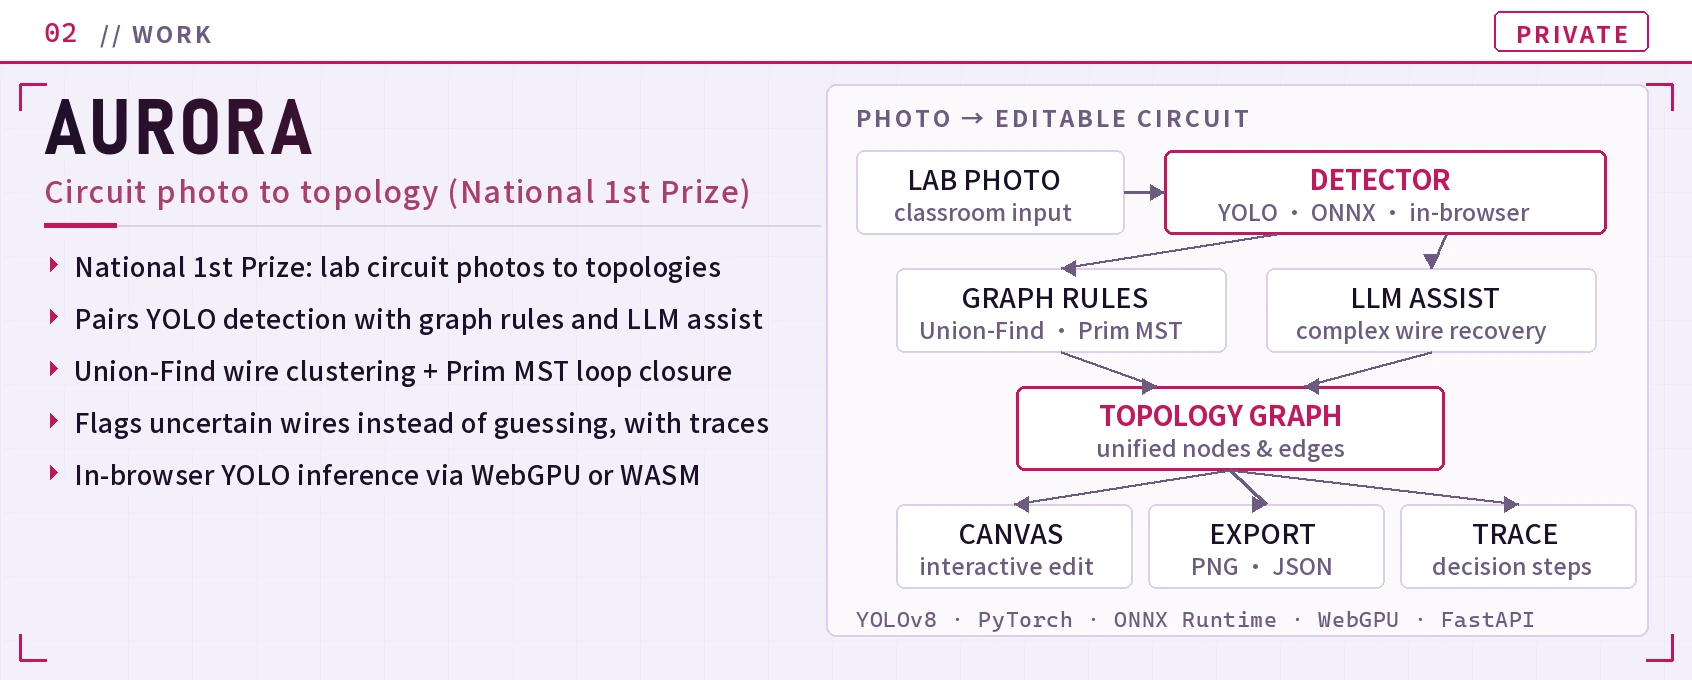 02 // WORK
PRIVATE
AURORA
Circuit photo to topology (National 1st Prize)
National 1st Prize: lab circuit photos to topologies
Pairs YOLO detection with graph rules and LLM assist
Union-Find wire clustering + Prim MST loop closure
Flags uncertain wires instead of guessing, with traces
In-browser YOLO inference via WebGPU or WASM
PHOTO → EDITABLE CIRCUIT
LAB PHOTO
classroom input
DETECTOR
YOLO • ONNX • in-browser
GRAPH RULES
Union-Find • Prim MST
LLM ASSIST
complex wire recovery
TOPOLOGY GRAPH
unified nodes & edges
CANVAS
interactive edit
EXPORT
PNG • JSON
TRACE
decision steps
YOLOv8 · PyTorch · ONNX Runtime · WebGPU · FastAPI